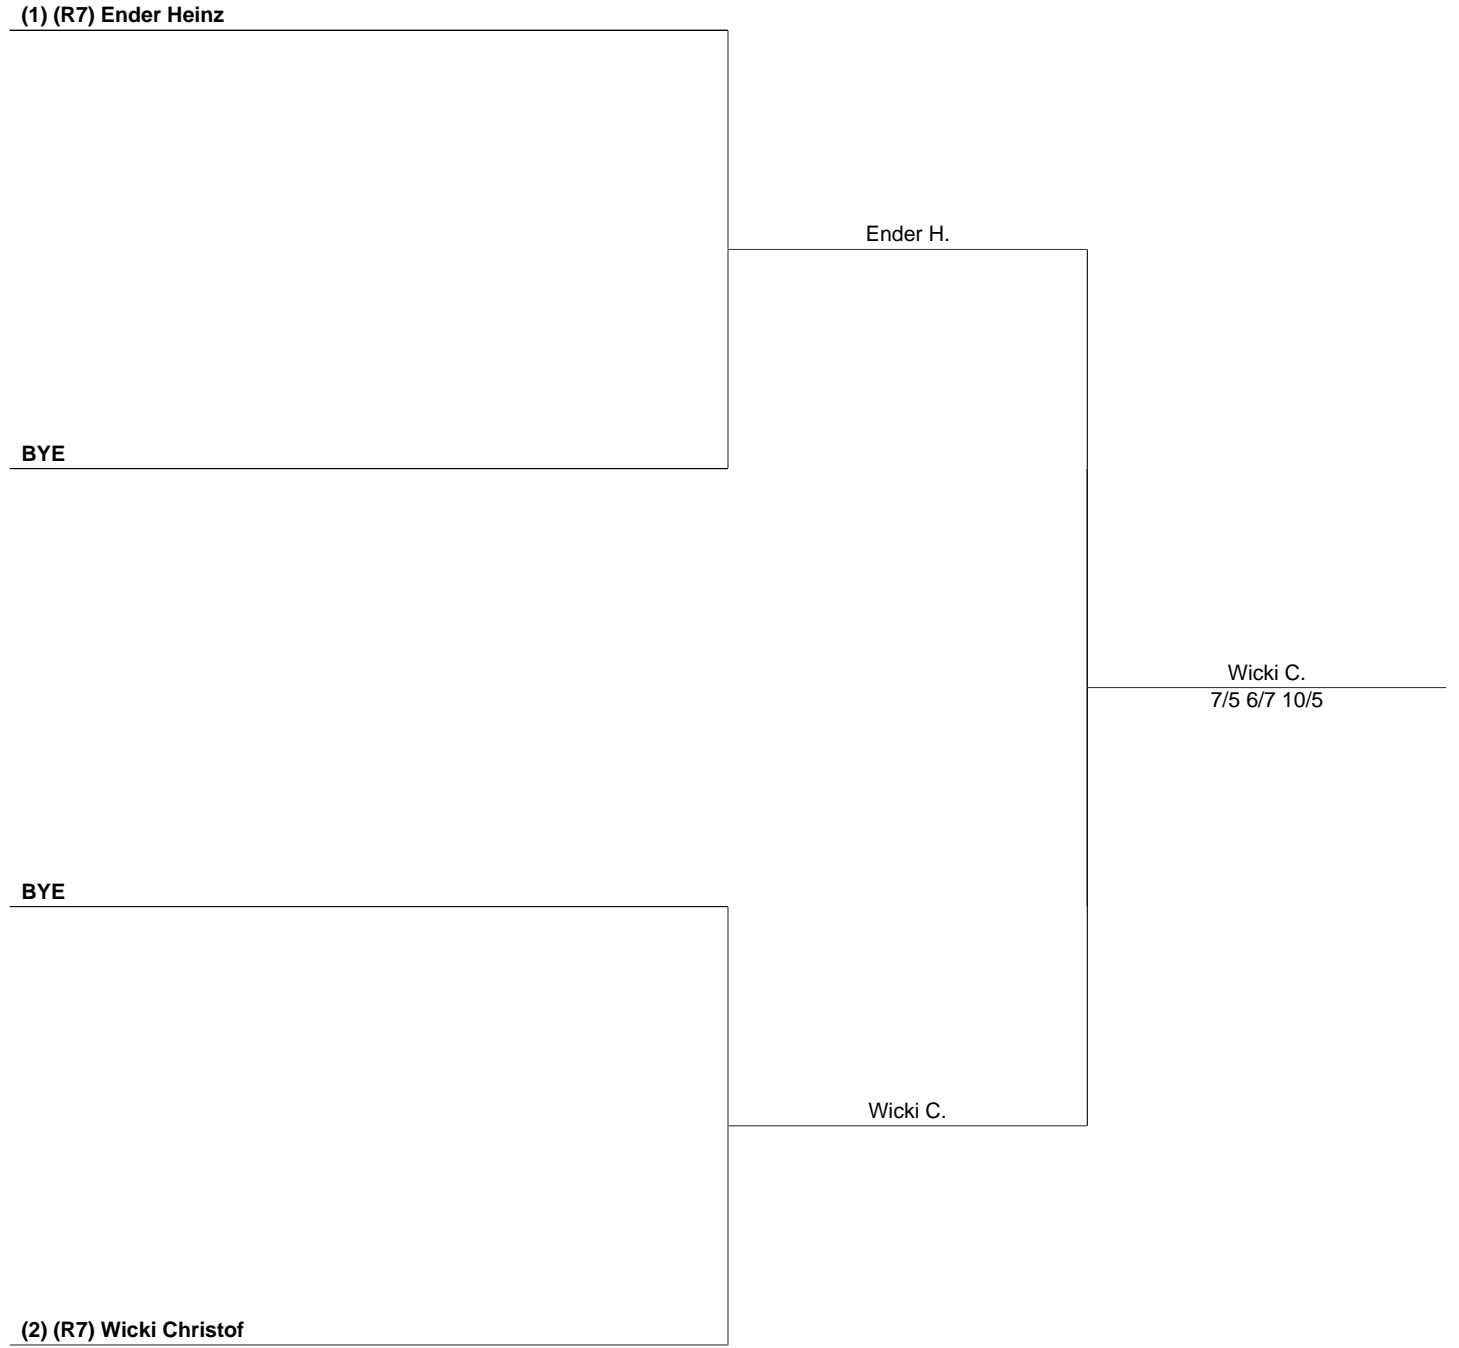 (1) (R7) Ender Heinz
Ender H.
BYE
Wicki C.
7/5 6/7 10/5
BYE
Wicki C.
(2) (R7) Wicki Christof